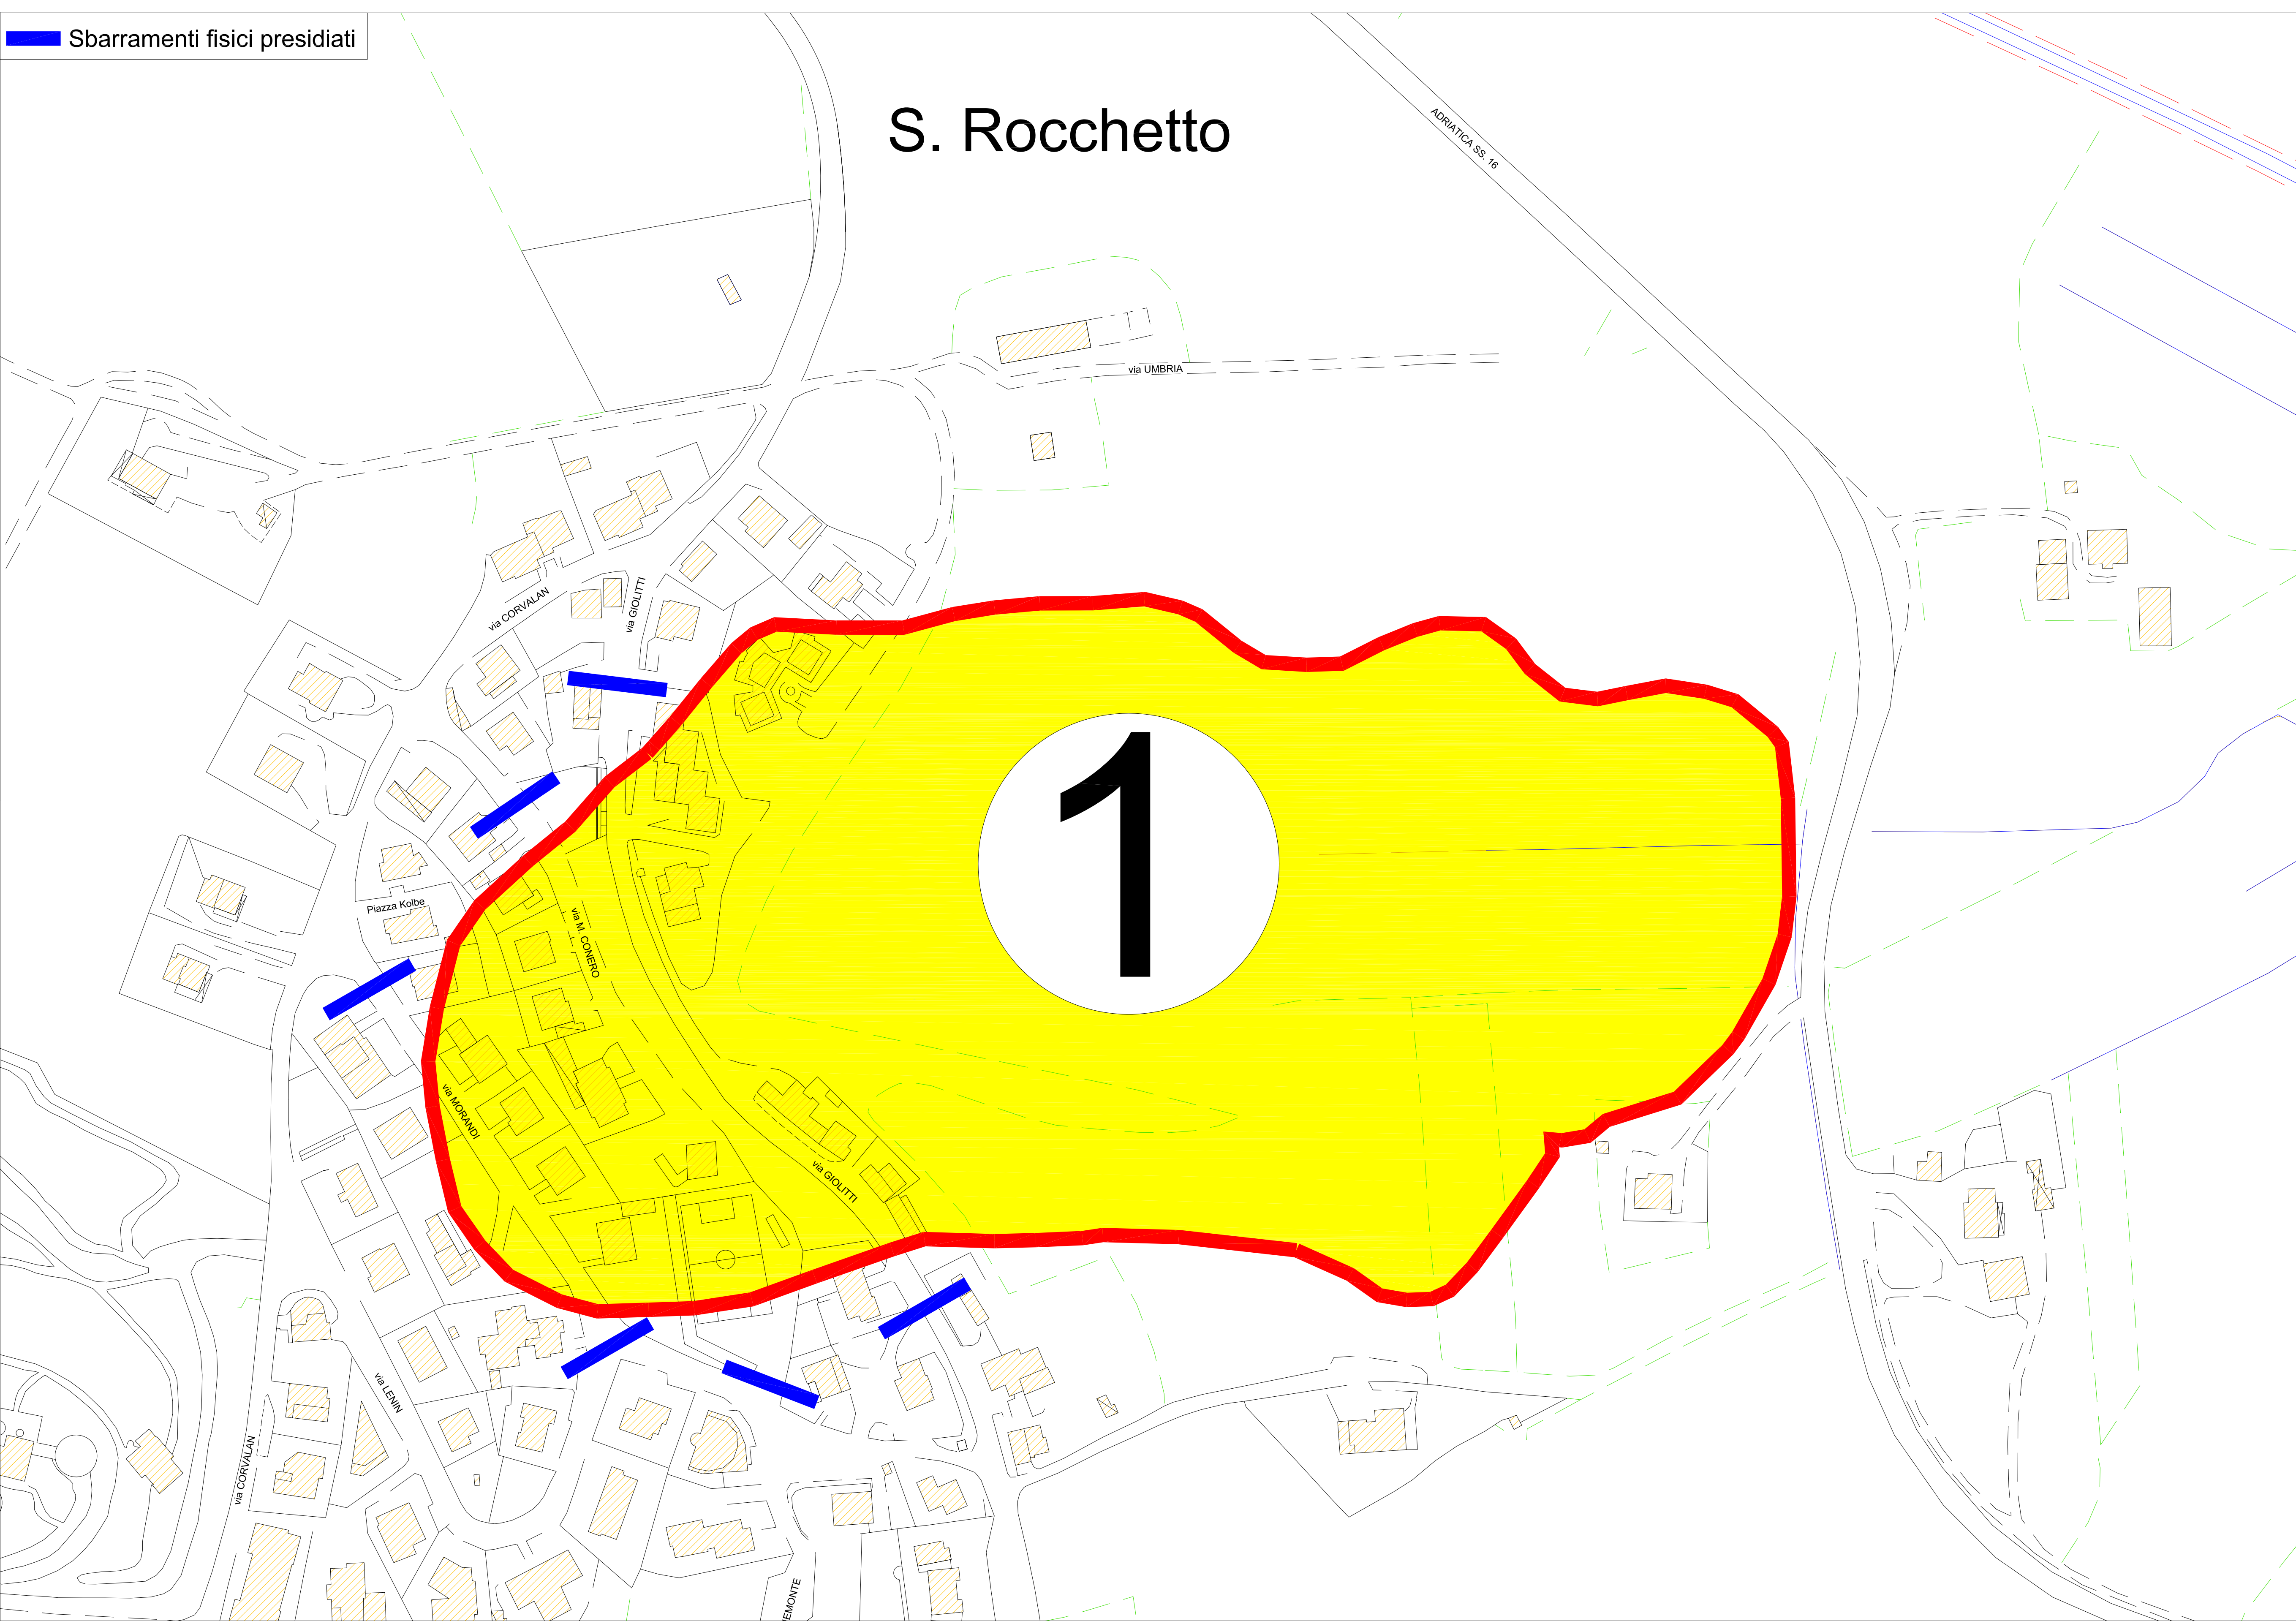 Sbarramenti fisici presidiati
S. Rocchetto
ADRIATICA SS. 16
via UMBRIA
via CORVALAN
via GIOLITTI
1
Piazza Kolbe
via M. CONERO
via MORANDI
via GIOLITTI
via LENIN
via CORVALAN